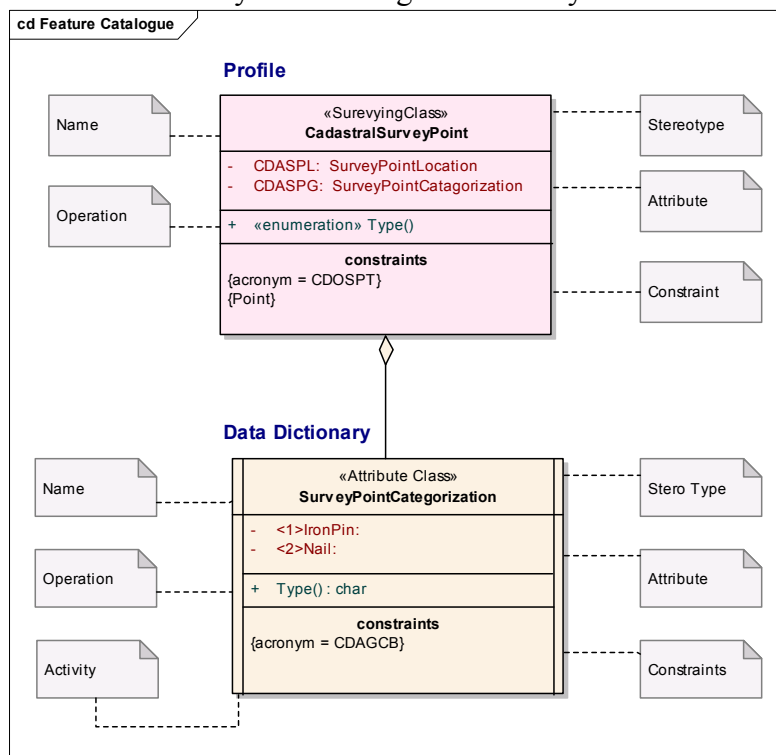 cd Feature Catalogue
Profile
Name
Operation
«SurevyingClass»
CadastralSurveyPoint
- CDASPL: SurveyPointLocation
- CDASPG: SurveyPointCatagorization
+ «enumeration» Type()
constraints
{acronym = CDOSPT}
{Point}
Stereotype
Attribute
Constraint
Data Dictionary
Name
Operation
Activity
«Attribute Class»
SurveyPointCategorization
- <1>IronPin:
- <2>Nail:
+ Type() : char
constraints
{acronym = CDAGCB}
Stero Type
Attribute
Constraints